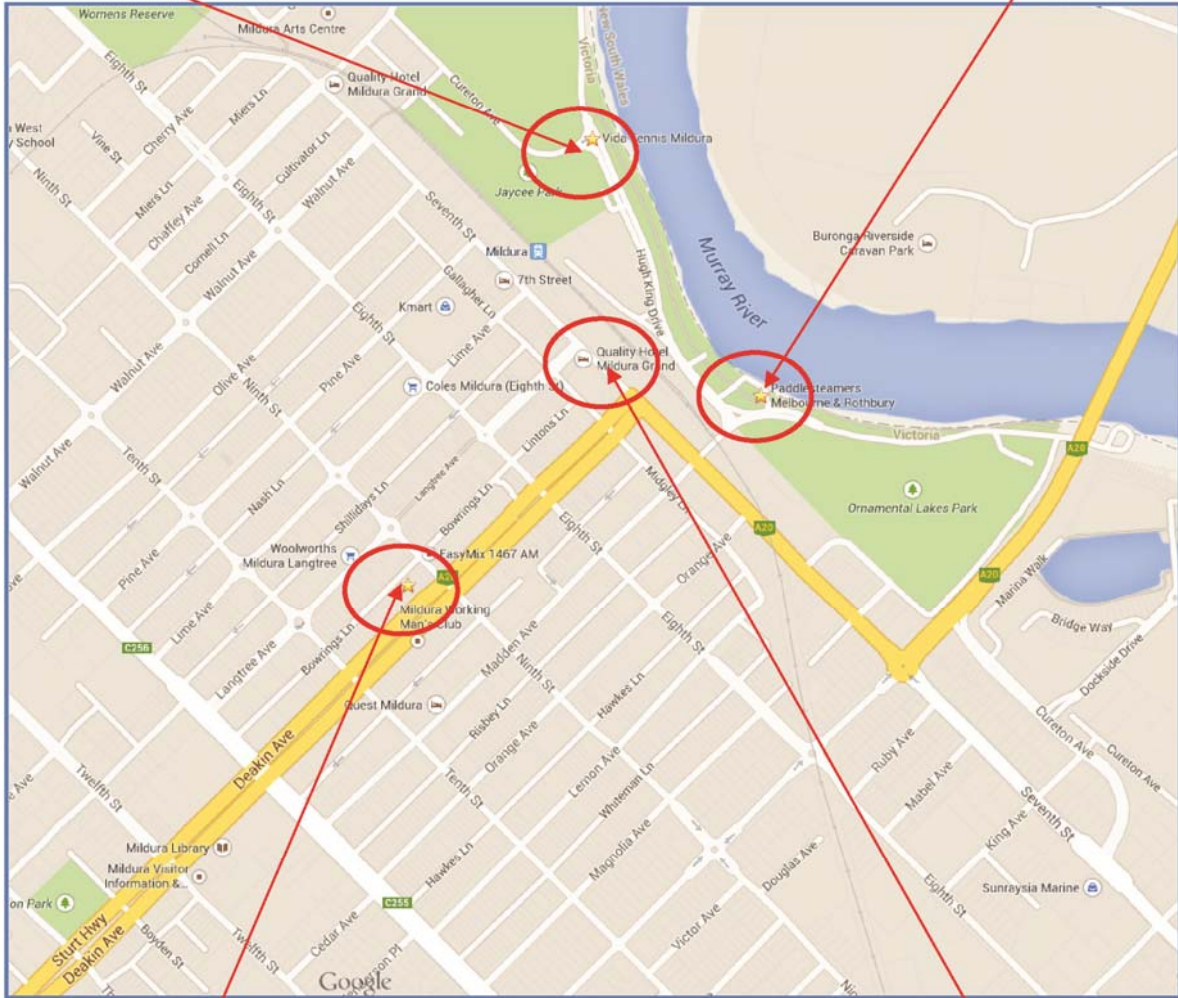 Womens Reserve
Mildura Arts Centre
Eighth St
Cherry Ave
Miers Ln
Quality Hotel
Mildura Grand
Cureton Ave
Victoria
New South Wales
Vida Tennis Mildura
West
y School
Vine St
Ninth St
Miers Ln
Chaffey Ave
Cornell Ln
Cultivator Ln
Walnut Ave
Eighth St
Walnut Ave
Seventh St
Jaycee Park
Mildura
7th Street
Gallagher Ln
Kmart
Lime Ave
Hugh King Drive
Murray River
Buronga Riverside
Caravan Park
Quality Hotel
Mildura Grand
Paddlesteamers
Melbourne & Rothbury
Victoria
A20
Walnut Ave
Olive Ave
Pine Ave
Eighth St
Ninth St
Coles Mildura (Eighth St)
Lintons Ln
Langtree Ave
Bowrings Ln
Walnut Ave
Tenth St
Nash Ln
Shillidays Ln
Midgley Ln
Ornamental Lakes Park
A20
Orange Ave
Eighth St
Woolworths
Mildura Langtree
EasyMix 1467 AM
A20
Mildura Working
Man's Club
Pine Ave
Lime Ave
Langtree Ave
Bowrings Ln
C256
A20
Marina Walk
Bridge Wal
Dockside Drive
Eighth St
Madden Ave
Ninth St
Hawkes Ln
Quest Mildura
Risbey Ln
Orange Ave
Lemon Ave
Whiteman Ln
Magnolia Ave
Deakin Ave
Tenth St
Ruby Ave
Mabel Ave
Cureton Ave
Cureton Ave
Seventh St
King Ave
e Ave
Twelfth St
Mildura Library
Mildura Visitor
Information &...
Hawkes Ln
Douglas Ave
Eighth St
Sunraysia Marine
on Park
C255
Sturt Hwy
Deakin Ave
Boyden St
Twelfth St
Cedar Ave
erson Pl
Victor Ave
Nin
Th
Google